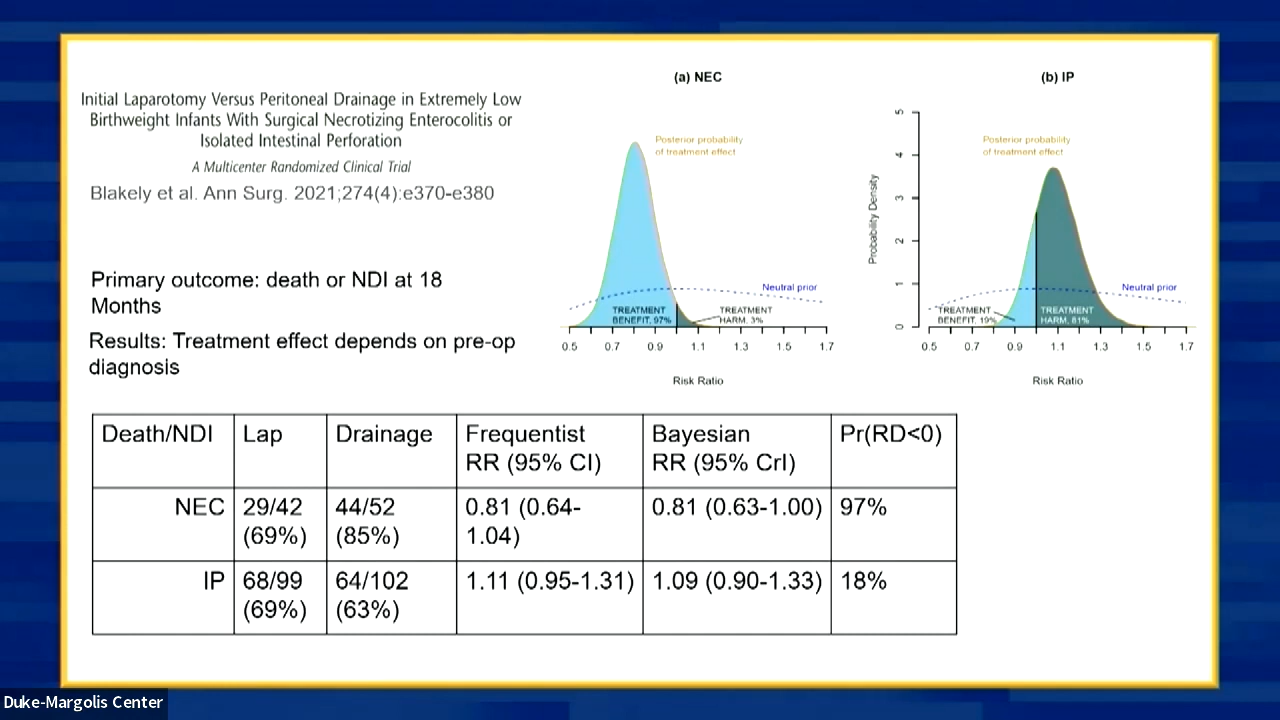 Initial Laparotomy Versus Peritoneal Drainage in Extremely Low
Birthweight Infants With Surgical Necrotizing Enterocolitis or
Isolated Intestinal Perforation
A Multicenter Randomized Clinical Trial
Blakely et al. Ann Surg. 2021;274(4):e370-e380
Primary outcome: death or NDI at 18
Months
Results: Treatment effect depends on pre-op
diagnosis
(a) NEC
Posterior probability
of treatment effect
Neutral prior
TREATMENT
BENEFIT, 97%
TREATMENT
HARM, 3%
0.5 0.7 0.9 1.1 1.3 1.5 1.7
Risk Ratio
(b) IP
Posterior probability
of treatment effect
Probability Density
5
4
3
2
1
0
Neutral prior
TREATMENT
BENEFIT, 19%
TREATMENT
HARM, 81%
0.5 0.7 0.9 1.1 1.3 1.5 1.7
Risk Ratio
Death/NDI Lap Drainage Frequentist Bayesian Pr(RD<0)
RR (95% CI) RR (95% CrI)
NEC 29/42 44/52 0.81 (0.64- 0.81 (0.63-1.00) 97%
(69%) (85%) 1.04)
IP 68/99 64/102 1.11 (0.95-1.31) 1.09 (0.90-1.33) 18%
(69%) (63%)
Duke-Margolis Center